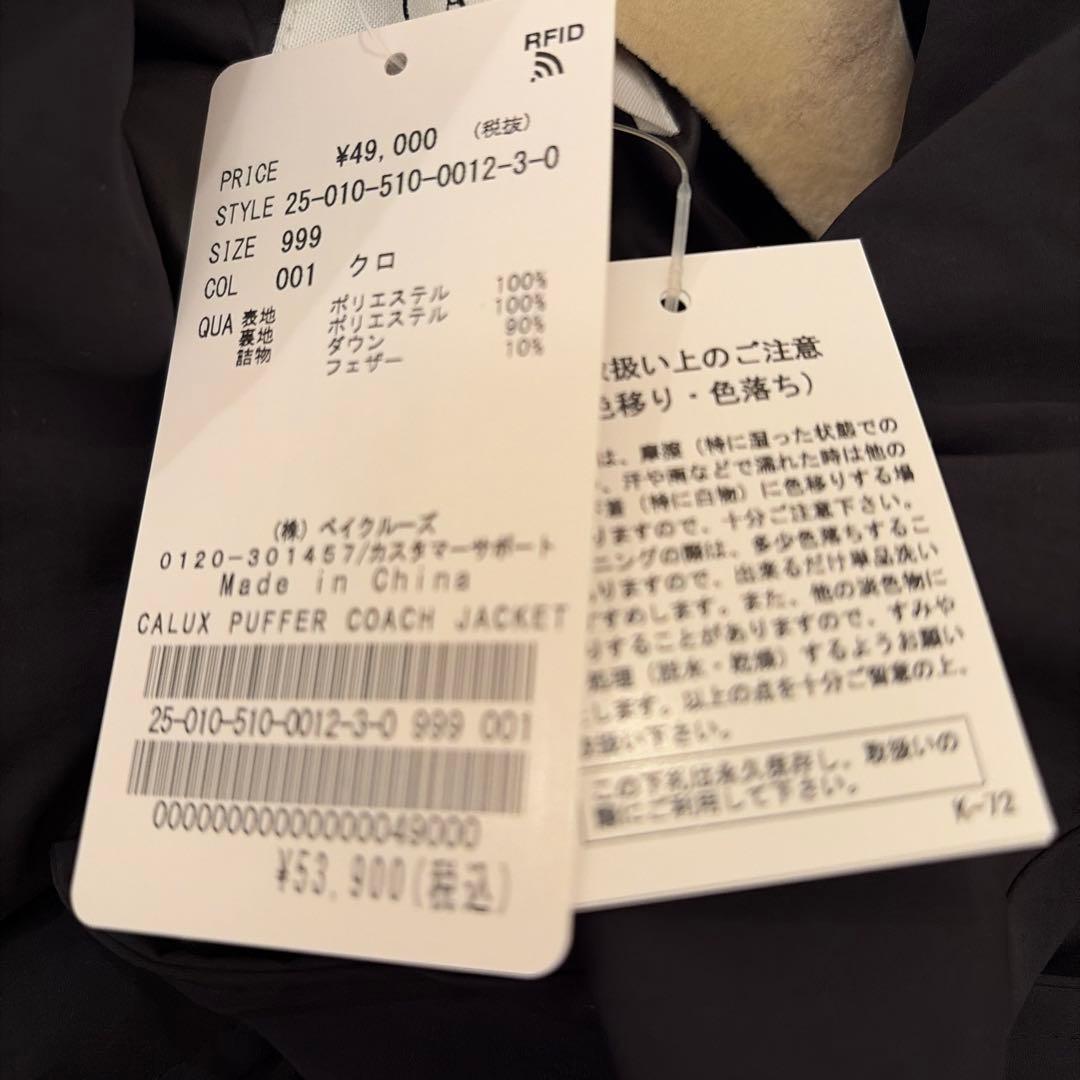 RFID
PRICE ¥49,000 (税抜)
STYLE 25-010-510-0012-3-0
SIZE 999
COL 001 クロ
QUA 表地 ポリエステル 100%
裏地 ポリエステル 100%
詰物 ダウン 90%
フェザー 10%
(株) ベイクルーズ
0120-301457/カスタマーサポート
Made in China
CALUX PUFFER COACH JACKET
25-010-510-0012-3-0 999 001
0000000000000049000
¥53,900(税込)
扱い上のご注意
色移り・色落ち)
は、摩擦(特に湿った状態での
、汗や雨などで濡れた時は他の
着(特に白物)に色移りする場
りますので、十分ご注意下さい。
ニングの際は、多少色落ちするこ
りますので、出来るだけ単品洗い
すすめします。また、他の淡色物に
りすることがありますので、すみや
処理(脱水・乾燥)するようお願い
します。以上の点を十分ご留意の上、
扱い下さい。
この下札は永久保存し、取扱いの
際にご利用して下さい。
K-72